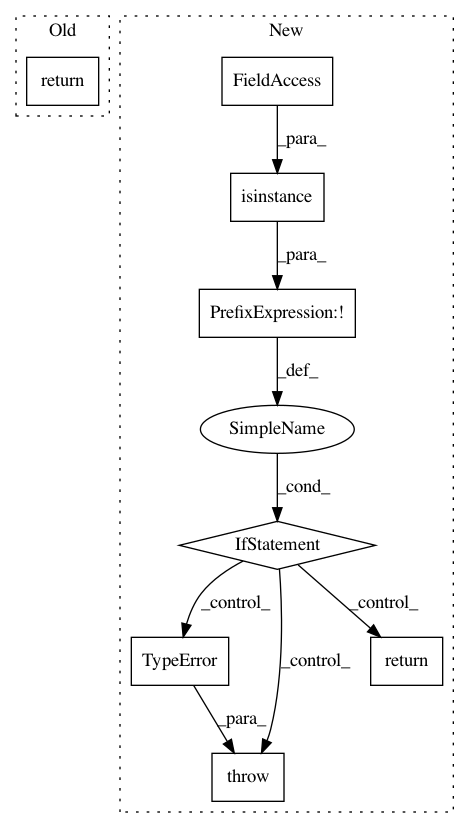 Old
New
return
FieldAccess
_para_
isinstance
_para_
PrefixExpression:!
_def_
SimpleName
_cond_
IfStatement
_control_
_control_
_control_
TypeError
return
_para_
throw